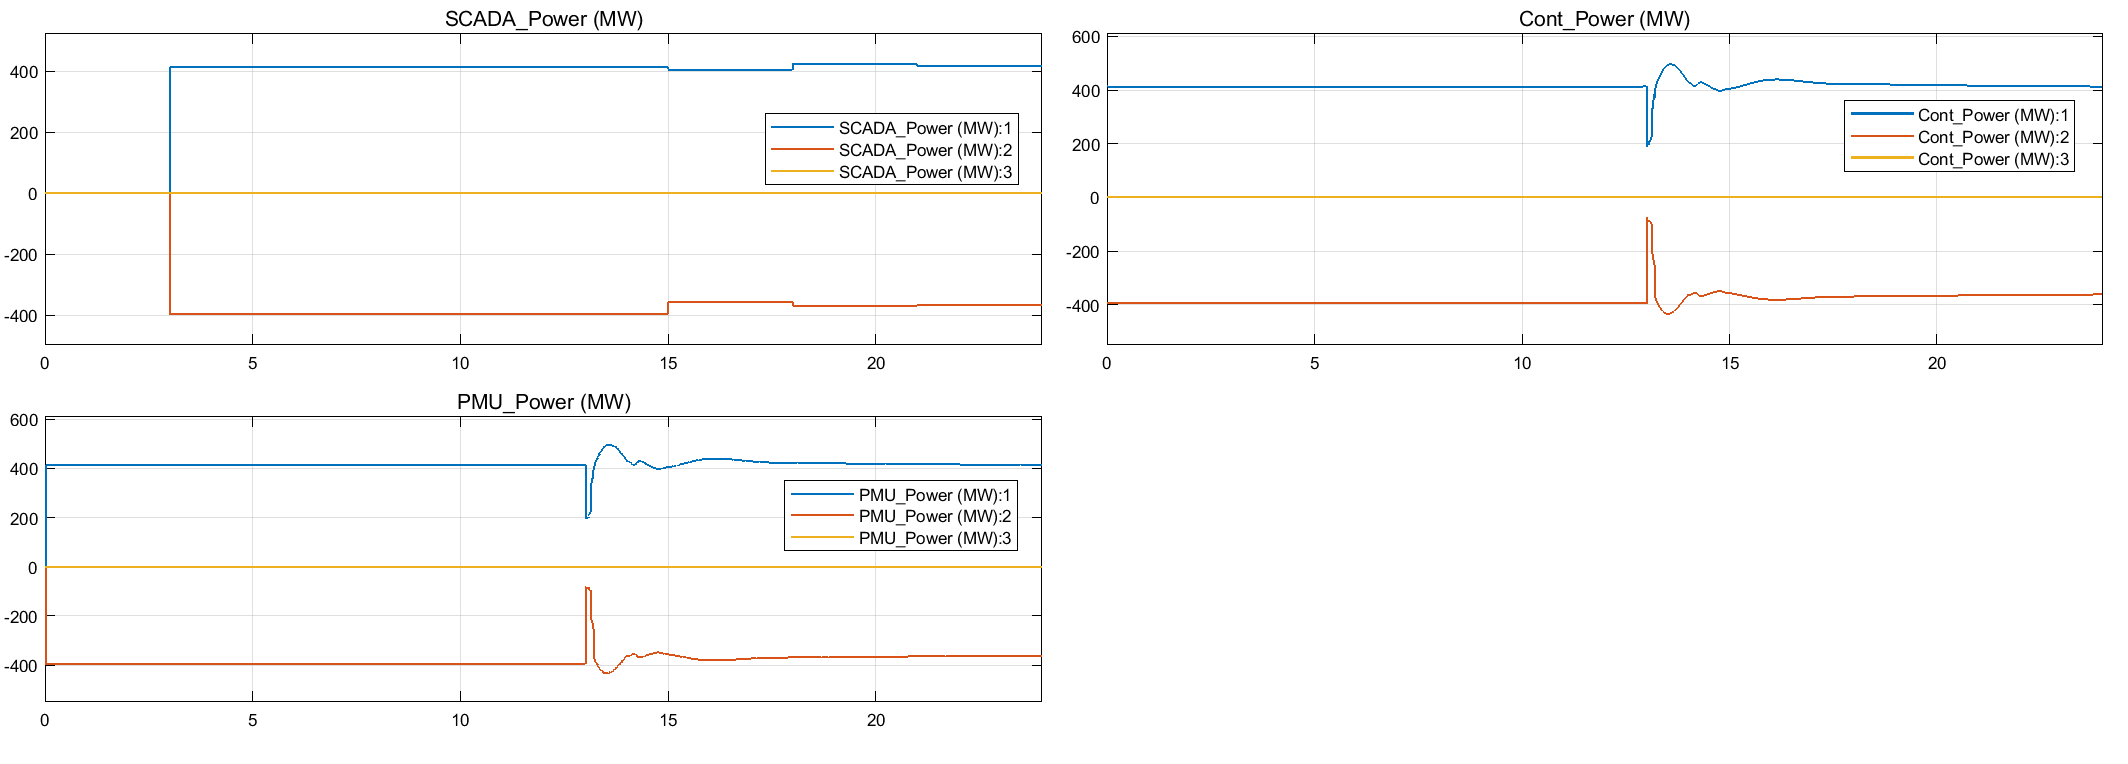 SCADA_Power (MW)
400
200
0
-200
-400
0 5 10 15 20
SCADA_Power (MW):1
SCADA_Power (MW):2
SCADA_Power (MW):3
Cont_Power (MW)
600
400
200
0
-200
-400
0 5 10 15 20
Cont_Power (MW):1
Cont_Power (MW):2
Cont_Power (MW):3
PMU_Power (MW)
600
400
200
0
-200
-400
0 5 10 15 20
PMU_Power (MW):1
PMU_Power (MW):2
PMU_Power (MW):3